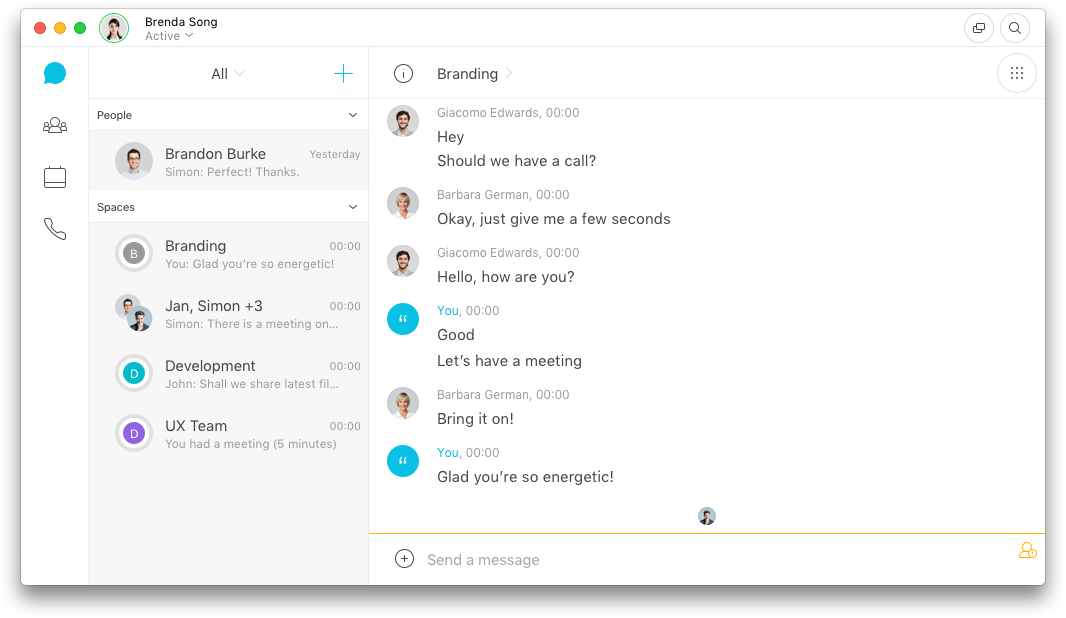 Brenda Song
Active
All
People
Brandon Burke
Yesterday
Simon: Perfect! Thanks.
Spaces
B
Branding
00:00
You: Glad you’re so energetic!
Jan, Simon +3
00:00
Simon: There is a meeting on...
D
Development
00:00
John: Shall we share latest fil...
D
UX Team
00:00
You had a meeting (5 minutes)
Branding
Giacomo Edwards, 00:00
Hey
Should we have a call?
Barbara German, 00:00
Okay, just give me a few seconds
Giacomo Edwards, 00:00
Hello, how are you?
“
You, 00:00
Good
Let’s have a meeting
Barbara German, 00:00
Bring it on!
“
You, 00:00
Glad you’re so energetic!
Send a message